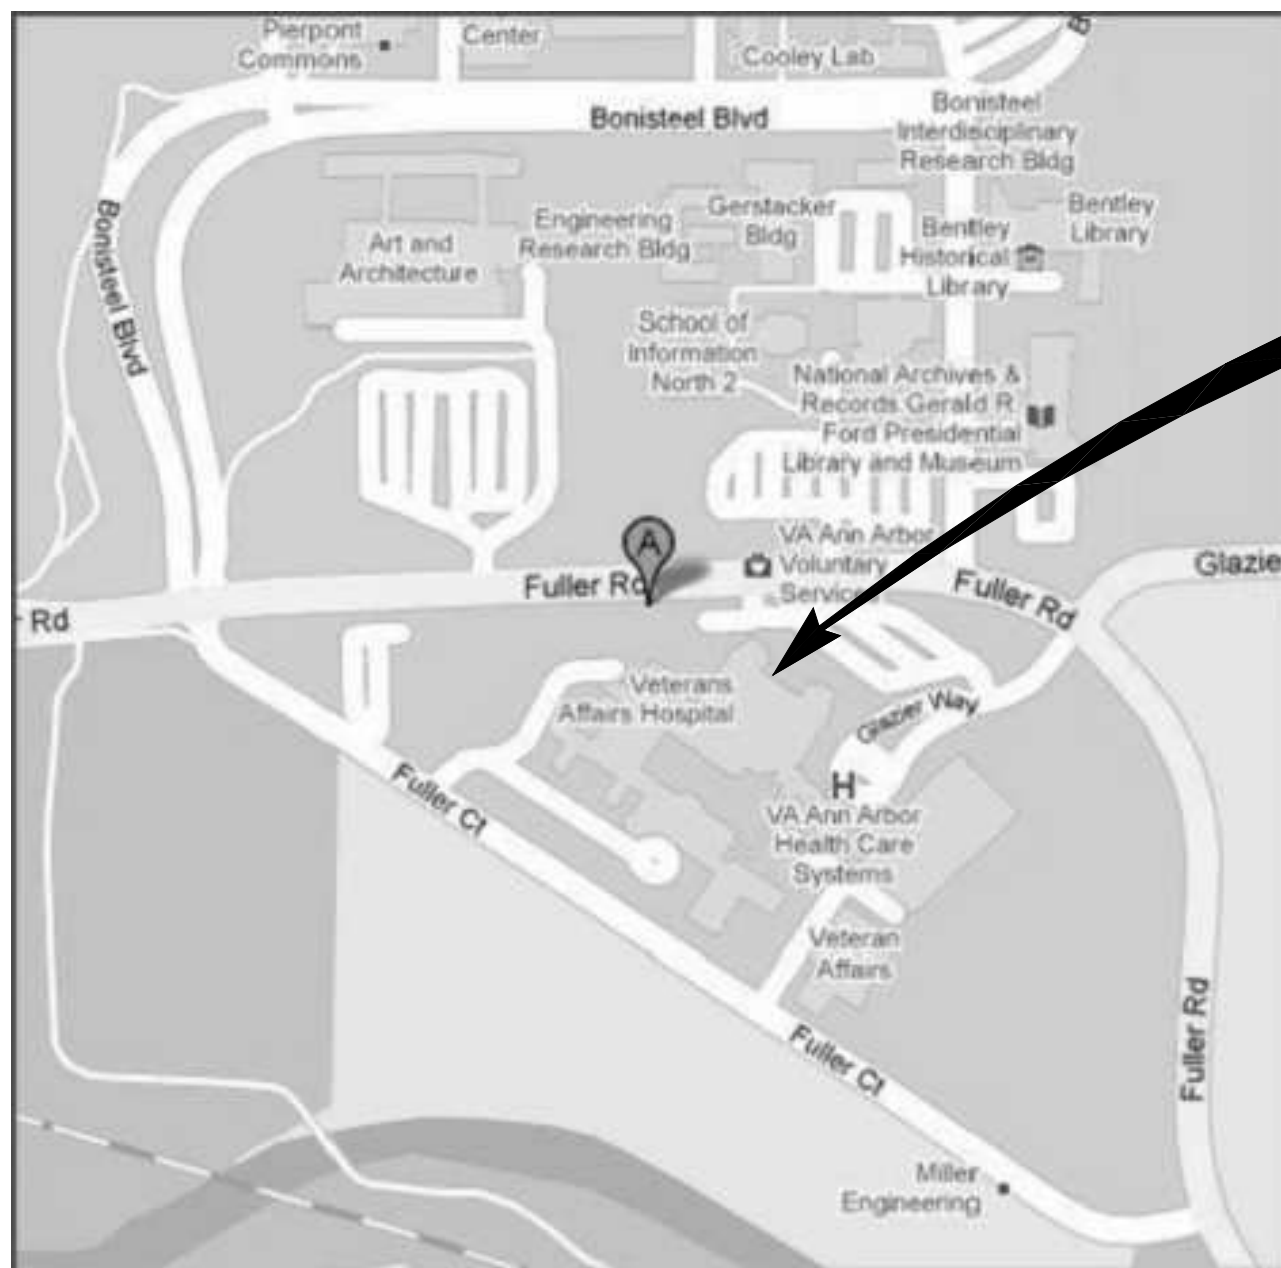 Pierpont
Commons
Center
Cooley Lab
Bonisteel Blvd
Bonisteel
Interdisciplinary
Research Bldg
Bonisteel Blvd
Art and
Architecture
Engineering
Research Bldg
Gerstacker
Bldg
Bentley
Historical
Library
Bentley
Library
School of
Information
North 2
National Archives &
Records Gerald R.
Ford Presidential
Library and Museum
A
VA Ann Arbor
Voluntary
Service
Fuller Rd
Fuller Rd
Glazie
r Rd
Veterans
Affairs Hospital
Glazier Way
Fuller Ct
H
VA Ann Arbor
Health Care
Systems
Veteran
Affairs
Fuller Rd
Fuller Ct
Miller
Engineering